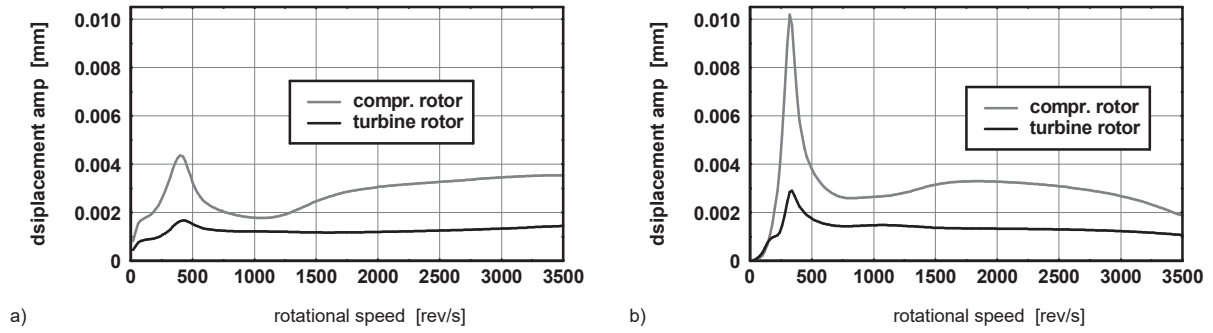 dsiplacement amp [mm]
0.010
0.008
0.006
0.004
0.002
0
compr. rotor
turbine rotor
0 500 1000 1500 2000 2500 3000 3500
a) rotational speed [rev/s]
dsiplacement amp [mm]
0.010
0.008
0.006
0.004
0.002
0
compr. rotor
turbine rotor
0 500 1000 1500 2000 2500 3000 3500
b) rotational speed [rev/s]